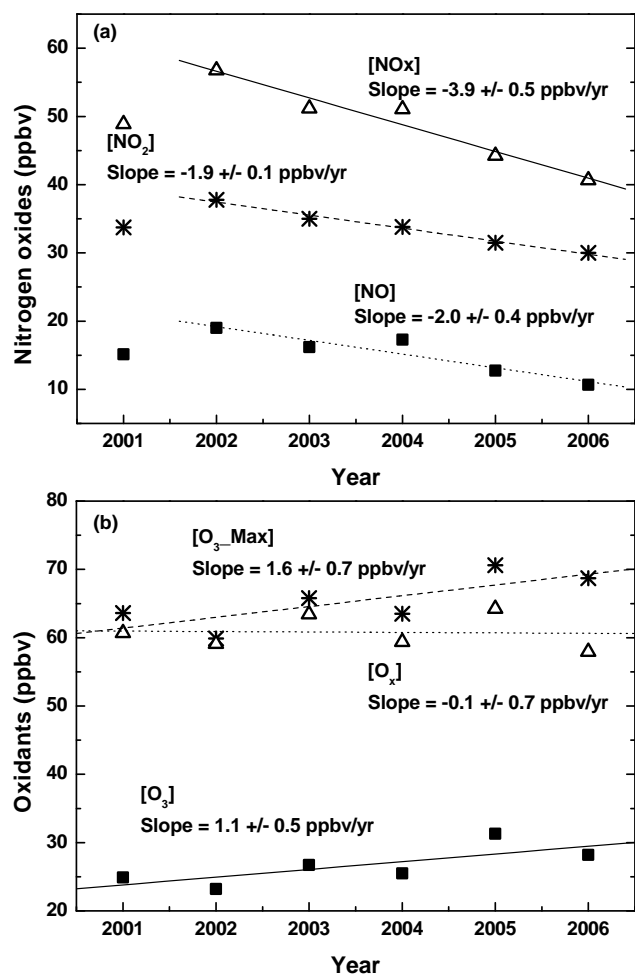 (a)
[NOx]
Slope = -3.9 +/- 0.5 ppbv/yr
[NO₂]
Slope = -1.9 +/- 0.1 ppbv/yr
[NO]
Slope = -2.0 +/- 0.4 ppbv/yr
Nitrogen oxides (ppbv)
60
50
40
30
20
10
2001 2002 2003 2004 2005 2006
Year
(b)
[O₃_Max]
Slope = 1.6 +/- 0.7 ppbv/yr
[Oₓ]
Slope = -0.1 +/- 0.7 ppbv/yr
[O₃]
Slope = 1.1 +/- 0.5 ppbv/yr
Oxidants (ppbv)
80
70
60
50
40
30
20
2001 2002 2003 2004 2005 2006
Year